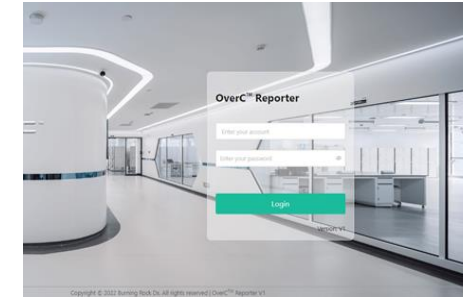 OverC™ Reporter
Enter your account
Enter your password
Login
Version: V1
Copyright © 2022 Burning Rock Dx. All rights reserved | OverC™ Reporter V1